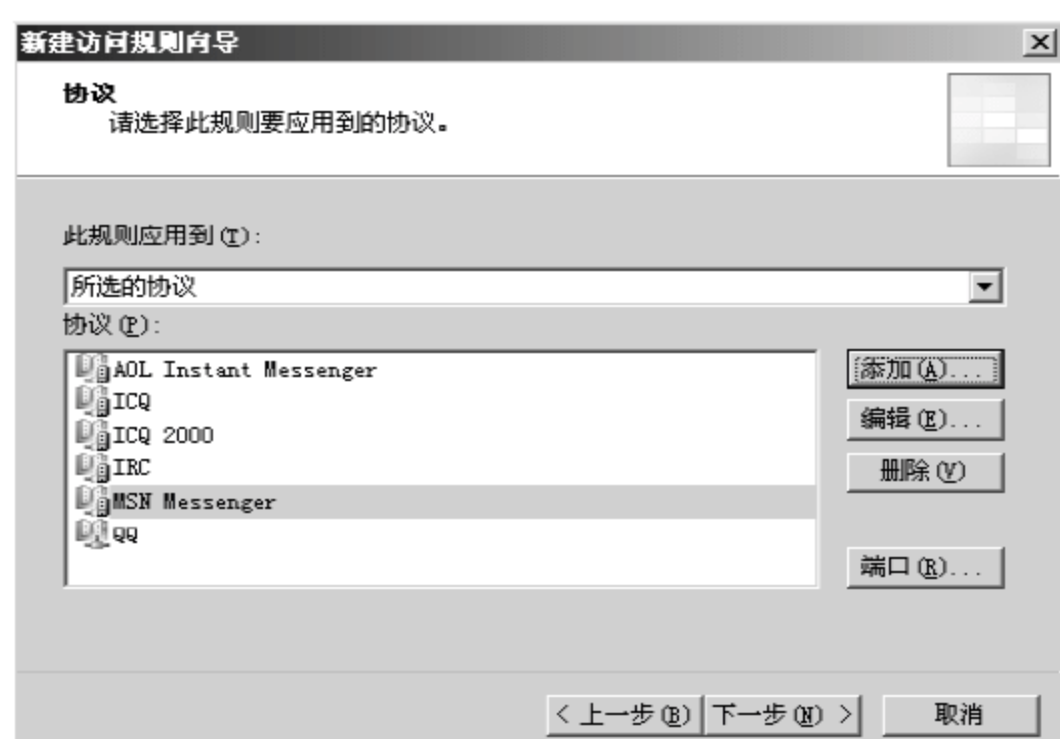 新建访问规则向导
协议
请选择此规则要应用到的协议。
此规则应用到(T):
所选的协议
协议(P):
AOL Instant Messenger
ICQ
ICQ 2000
IRC
MSN Messenger
QQ
添加(A)...
编辑(E)...
删除(V)
端口(R)...
< 上一步(B) 下一步(N) > 取消